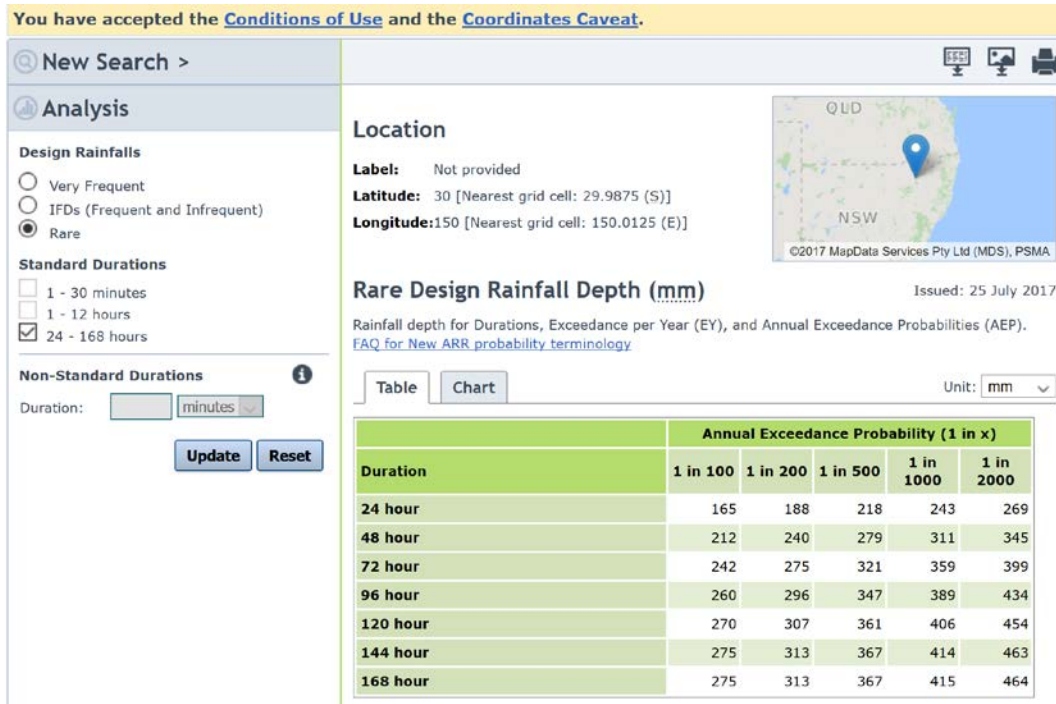 You have accepted the Conditions of Use and the Coordinates Caveat.
New Search >
Analysis
Design Rainfalls
Very Frequent
IFDs (Frequent and Infrequent)
Rare
Standard Durations
1 - 30 minutes
1 - 12 hours
24 - 168 hours
Non-Standard Durations
Duration: minutes
Update Reset
Location
Label: Not provided
Latitude: 30 [Nearest grid cell: 29.9875 (S)]
Longitude:150 [Nearest grid cell: 150.0125 (E)]
QLD
NSW
©2017 MapData Services Pty Ltd (MDS), PSMA
Rare Design Rainfall Depth (mm)
Issued: 25 July 2017
Rainfall depth for Durations, Exceedance per Year (EY), and Annual Exceedance Probabilities (AEP).
FAQ for New ARR probability terminology
Table Chart
Unit: mm
Annual Exceedance Probability (1 in x)
Duration 1 in 100 1 in 200 1 in 500 1 in 1000 1 in 2000
24 hour 165 188 218 243 269
48 hour 212 240 279 311 345
72 hour 242 275 321 359 399
96 hour 260 296 347 389 434
120 hour 270 307 361 406 454
144 hour 275 313 367 414 463
168 hour 275 313 367 415 464